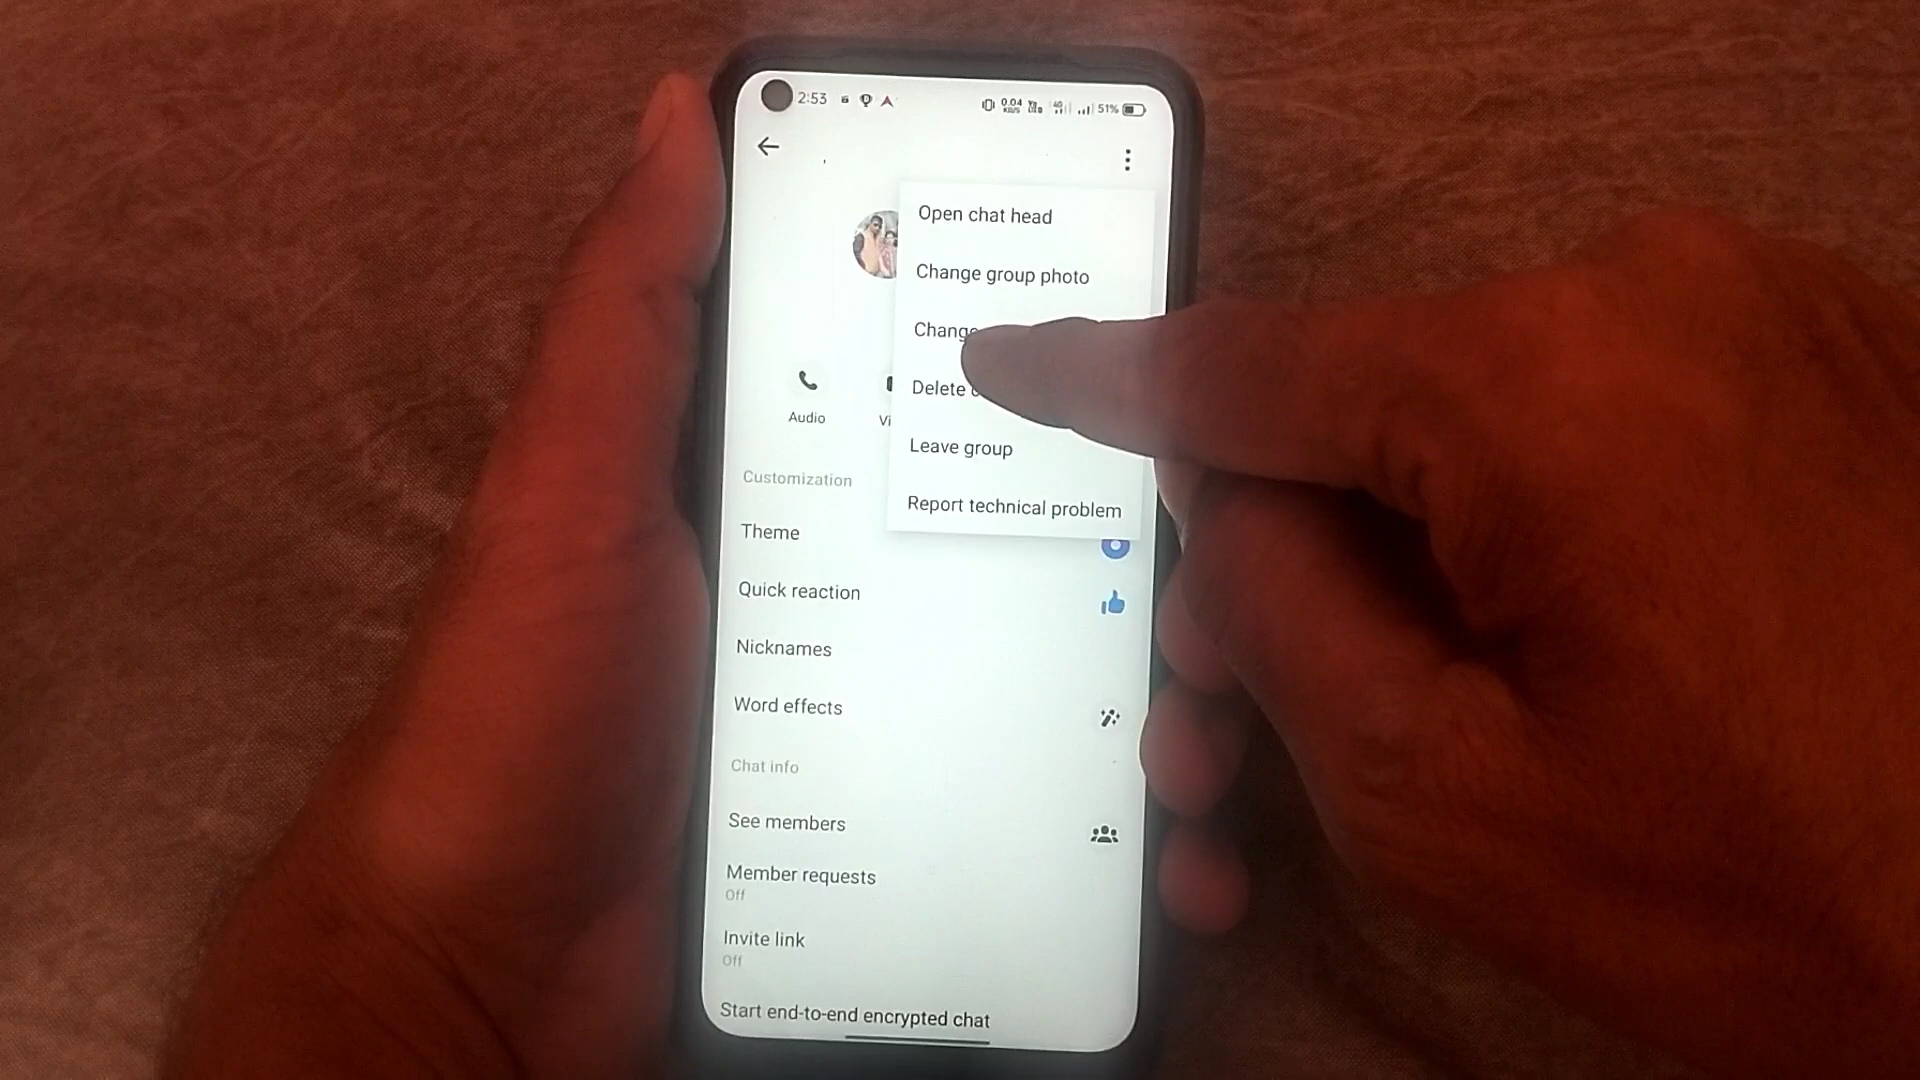 2:53 0.04 KB/S 4G 51%
Open chat head
Change group photo
Change
Delete
Leave group
Report technical problem
Audio
Vi
Customization
Theme
Quick reaction
Nicknames
Word effects
Chat info
See members
Member requests
Off
Invite link
Off
Start end-to-end encrypted chat